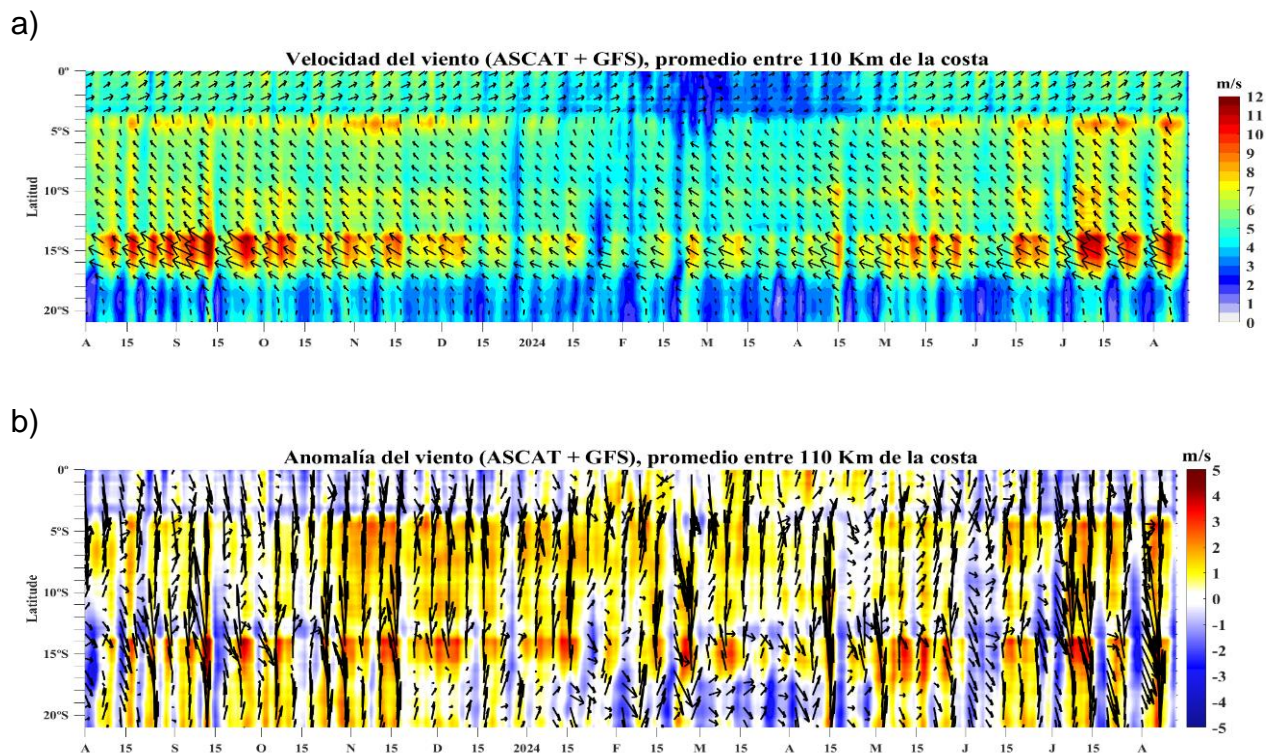 a)
Velocidad del viento (ASCAT + GFS), promedio entre 110 Km de la costa
m/s
0°
5°S
10°S
15°S
20°S
Latitud
12
11
10
9
8
7
6
5
4
3
2
1
0
A 15 S 15 O 15 N 15 D 15 2024 15 F 15 M 15 A 15 M 15 J 15 J 15 A
b)
Anomalía del viento (ASCAT + GFS), promedio entre 110 Km de la costa
m/s
0°
5°S
10°S
15°S
20°S
Latitude
5
4
3
2
1
0
-1
-2
-3
-4
-5
A 15 S 15 O 15 N 15 D 15 2024 15 F 15 M 15 A 15 M 15 J 15 J 15 A